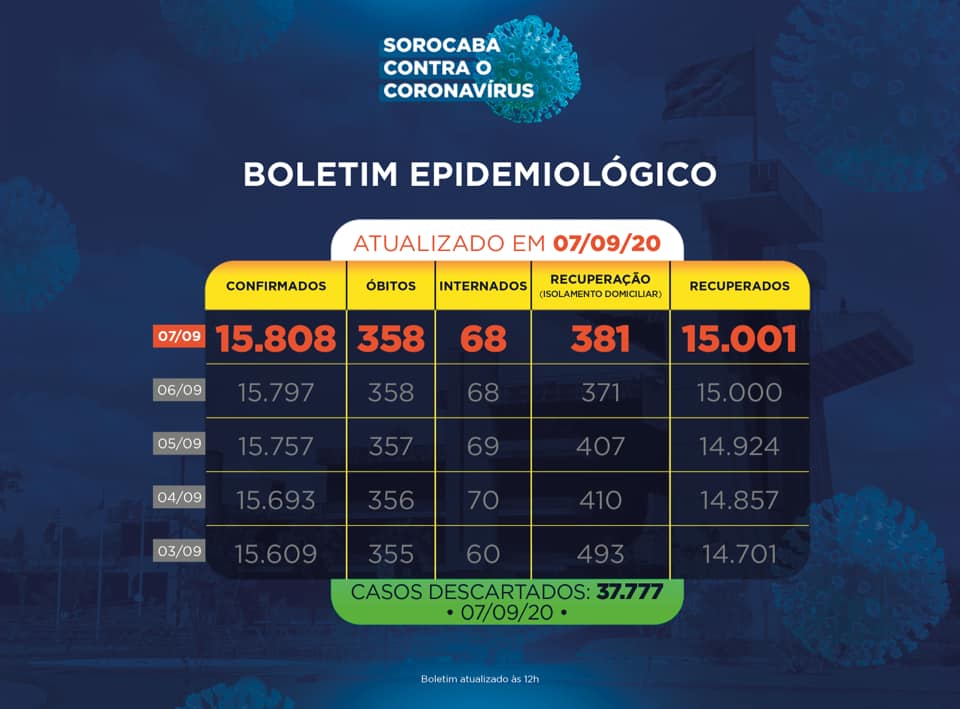 SOROCABA
CONTRA O
CORONAVÍRUS
BOLETIM EPIDEMIOLÓGICO
ATUALIZADO EM 07/09/20
CONFIRMADOS ÓBITOS INTERNADOS RECUPERAÇÃO (ISOLAMENTO DOMICILIAR) RECUPERADOS
07/09 15.808 358 68 381 15.001
06/09 15.797 358 68 371 15.000
05/09 15.757 357 69 407 14.924
04/09 15.693 356 70 410 14.857
03/09 15.609 355 60 493 14.701
CASOS DESCARTADOS: 37.777
• 07/09/20 •
Boletim atualizado às 12h